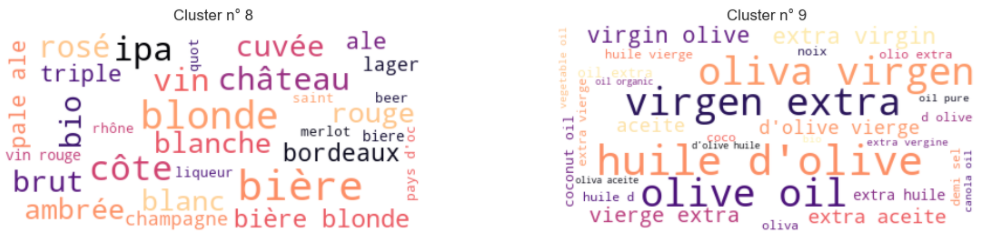 Cluster n° 8
rosé
ipa
quot
cuvée
ale
lager
pale ale
triple
vin
château
bio
saint
beer
blonde
rouge
rhône
blanche
merlot
biere
vin rouge
côte
bordeaux
pays d'oc
brut
liqueur
bière
ambrée
blanc
champagne
bière blonde
Cluster n° 9
vegetable oil
virgin olive
extra virgin
huile vierge
noix
olio extra
oil extra
oil organic
oliva virgen
extra vierge
virgen extra
oil pure
aceite
d'olive vierge
d olive
coconut oil
coco
bio
extra vergine
d'olive huile
huile d'olive
oliva aceite
demi sel
canola oil
huile d
olive oil
extra huile
vierge extra
oliva
extra aceite